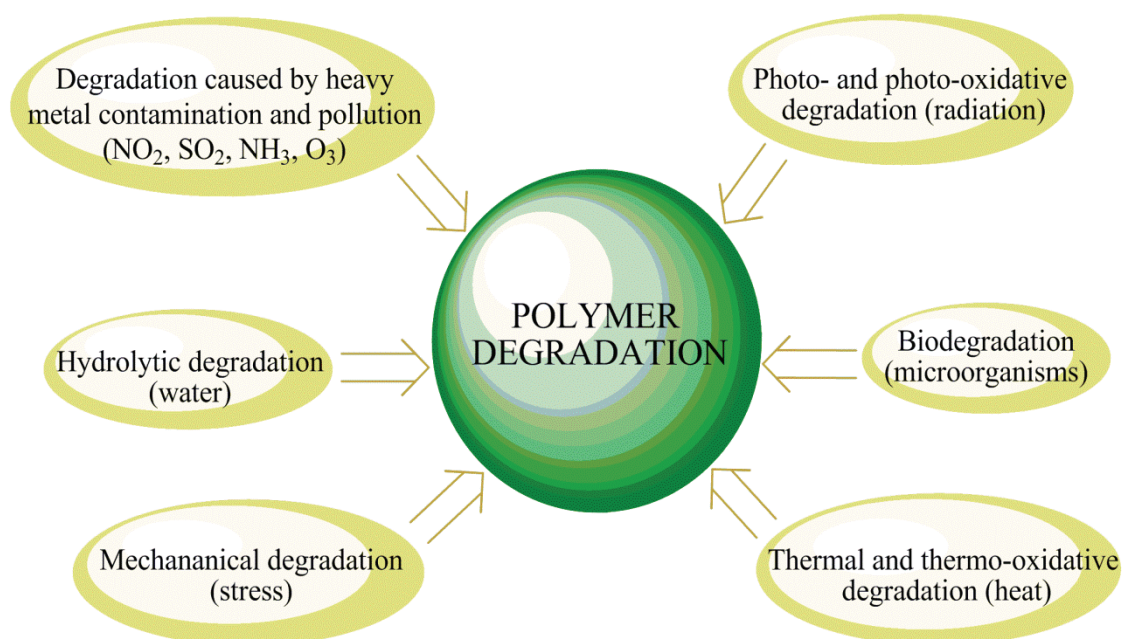 Degradation caused by heavy
metal contamination and pollution
(NO₂, SO₂, NH₃, O₃)
Photo- and photo-oxidative
degradation (radiation)
POLYMER
DEGRADATION
Hydrolytic degradation
(water)
Biodegradation
(microorganisms)
Mechananical degradation
(stress)
Thermal and thermo-oxidative
degradation (heat)